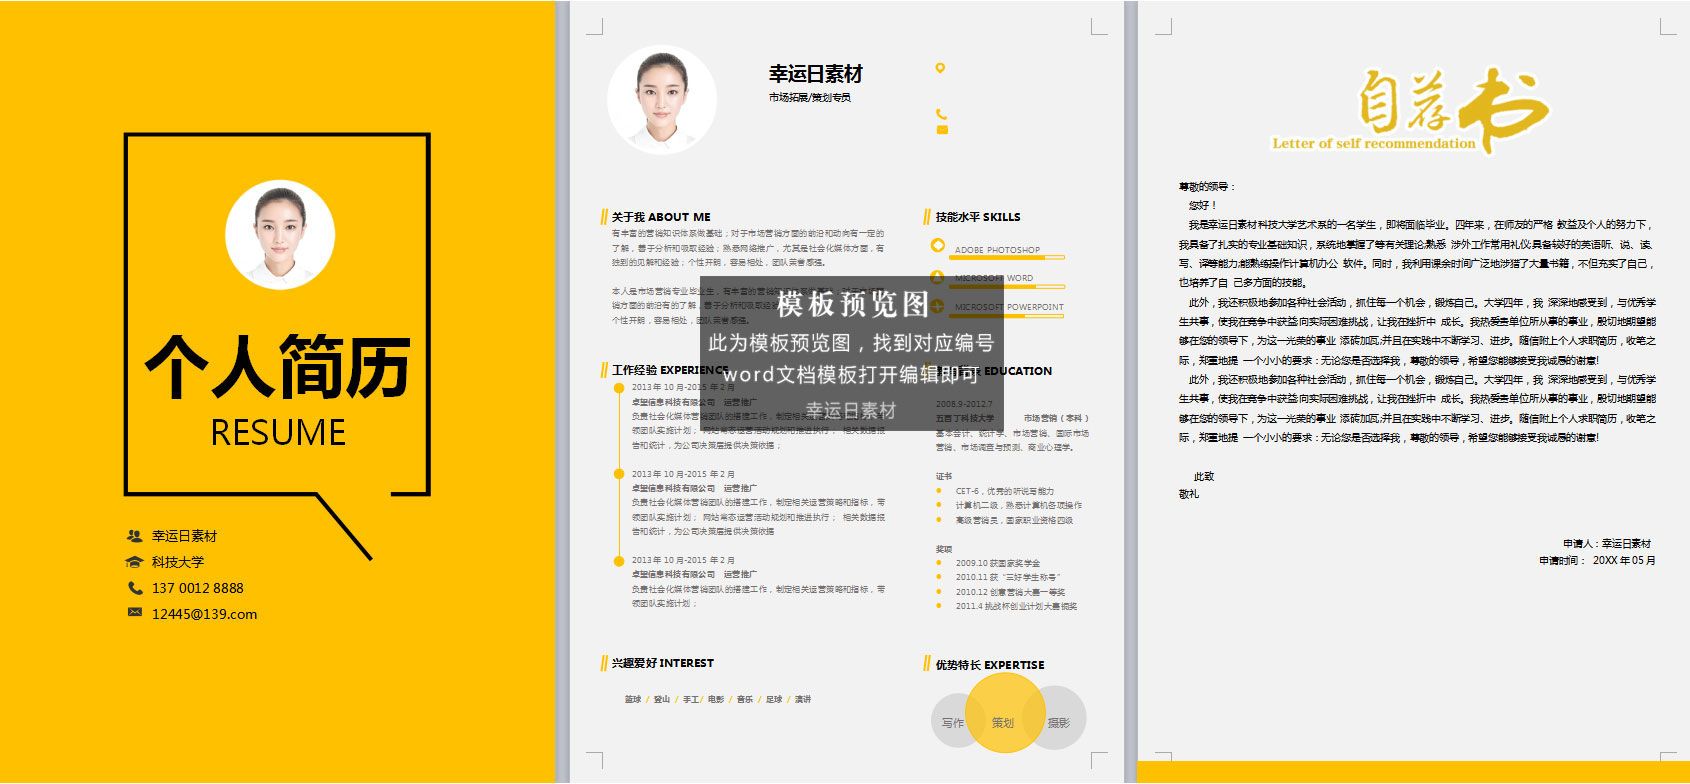 个人简历
RESUME
幸运日素材
科技大学
137 0012 8888
12445@139.com
幸运日素材
市场拓展/策划专员
关于我 ABOUT ME
有丰富的营销知识体系做基础；对于市场营销方面的前沿和动向有一定的
了解，善于分析和吸取经验；熟悉网络推广，尤其是社会化媒体方面，有
独到的见解和经验；个性开朗，容易相处，团队荣誉感强。
本人是市场营销专业毕业生，有丰富的营销知识体系做基础；对于市场营
销方面的前沿有的了解，善于分析和吸取经
个性开朗，容易相处，团队荣誉感强。
工作经验 EXPERIENCE
2013年 10月-2015 年 2月
卓望信息科技有限公司 运营推广
负责社会化媒体营销团队的搭建工作，制定相关运营策略和指标，带
领团队实施计划； 网站常态运营活动规划和推进执行； 相关数据报
告和统计，为公司决策层提供决策依据；
2013年 10月-2015 年 2月
卓望信息科技有限公司 运营推广
负责社会化媒体营销团队的搭建工作，制定相关运营策略和指标，带
领团队实施计划； 网站常态运营活动规划和推进执行； 相关数据报
告和统计，为公司决策层提供决策依据
2013年 10月-2015 年 2月
卓望信息科技有限公司 运营推广
负责社会化媒体营销团队的搭建工作，制定相关运营策略和指标，带
领团队实施计划；
兴趣爱好 INTEREST
篮球 / 登山 / 手工/ 电影 / 音乐 / 足球 / 演讲
技能水平 SKILLS
ADOBE PHOTOSHOP
MICROSOFT WORD
MICROSOFT POWERPOINT
EDUCATION
2008.9-2012.7
五百丁科技大学 市场营销（本科）
基本会计、统计学、市场营销、国际市场
营销、市场调查与预测、商业心理学。
证书
CET-6，优秀的听说写能力
计算机二级，熟悉计算机各项操作
高级营销员，国家职业资格四级
奖项
2009.10 获国家奖学金
2010.11 获“三好学生称号”
2010.12 创意营销大赛一等奖
2011.4 挑战杯创业计划大赛铜奖
优势特长 EXPERTISE
写作 策划 摄影
模板预览图
此为模板预览图，找到对应编号
word文档模板打开编辑即可
幸运日素材
自荐书
Letter of self recommendation
尊敬的领导：
您好！
我是幸运日素材科技大学艺术系的一名学生，即将面临毕业。四年来，在师友的严格 教益及个人的努力下，
我具备了扎实的专业基础知识，系统地掌握了等有关理论,熟悉 涉外工作常用礼仪;具备较好的英语听、说、读、
写、译等能力;能熟练操作计算机办公 软件。同时，我利用课余时间广泛地涉猎了大量书籍，不但充实了自己，
也培养了自 己多方面的技能。
此外，我还积极地参加各种社会活动，抓住每一个机会，锻炼自己。大学四年，我 深深地感受到，与优秀学
生共事，使我在竞争中获益;向实际困难挑战，让我在挫折中 成长。我热爱贵单位所从事的事业，殷切地期望能
够在您的领导下，为这一光荣的事业 添砖加瓦;并且在实践中不断学习、进步。随信附上个人求职简历，收笔之
际，郑重地提 一个小小的要求：无论您是否选择我，尊敬的领导，希望您能够接受我诚恳的谢意!
此外，我还积极地参加各种社会活动，抓住每一个机会，锻炼自己。大学四年，我 深深地感受到，与优秀学
生共事，使我在竞争中获益;向实际困难挑战，让我在挫折中 成长。我热爱贵单位所从事的事业，殷切地期望能
够在您的领导下，为这一光荣的事业 添砖加瓦;并且在实践中不断学习、进步。随信附上个人求职简历，收笔之
际，郑重地提 一个小小的要求：无论您是否选择我，尊敬的领导，希望您能够接受我诚恳的谢意!
此致
敬礼
申请人：幸运日素材
申请时间： 20XX 年 05 月